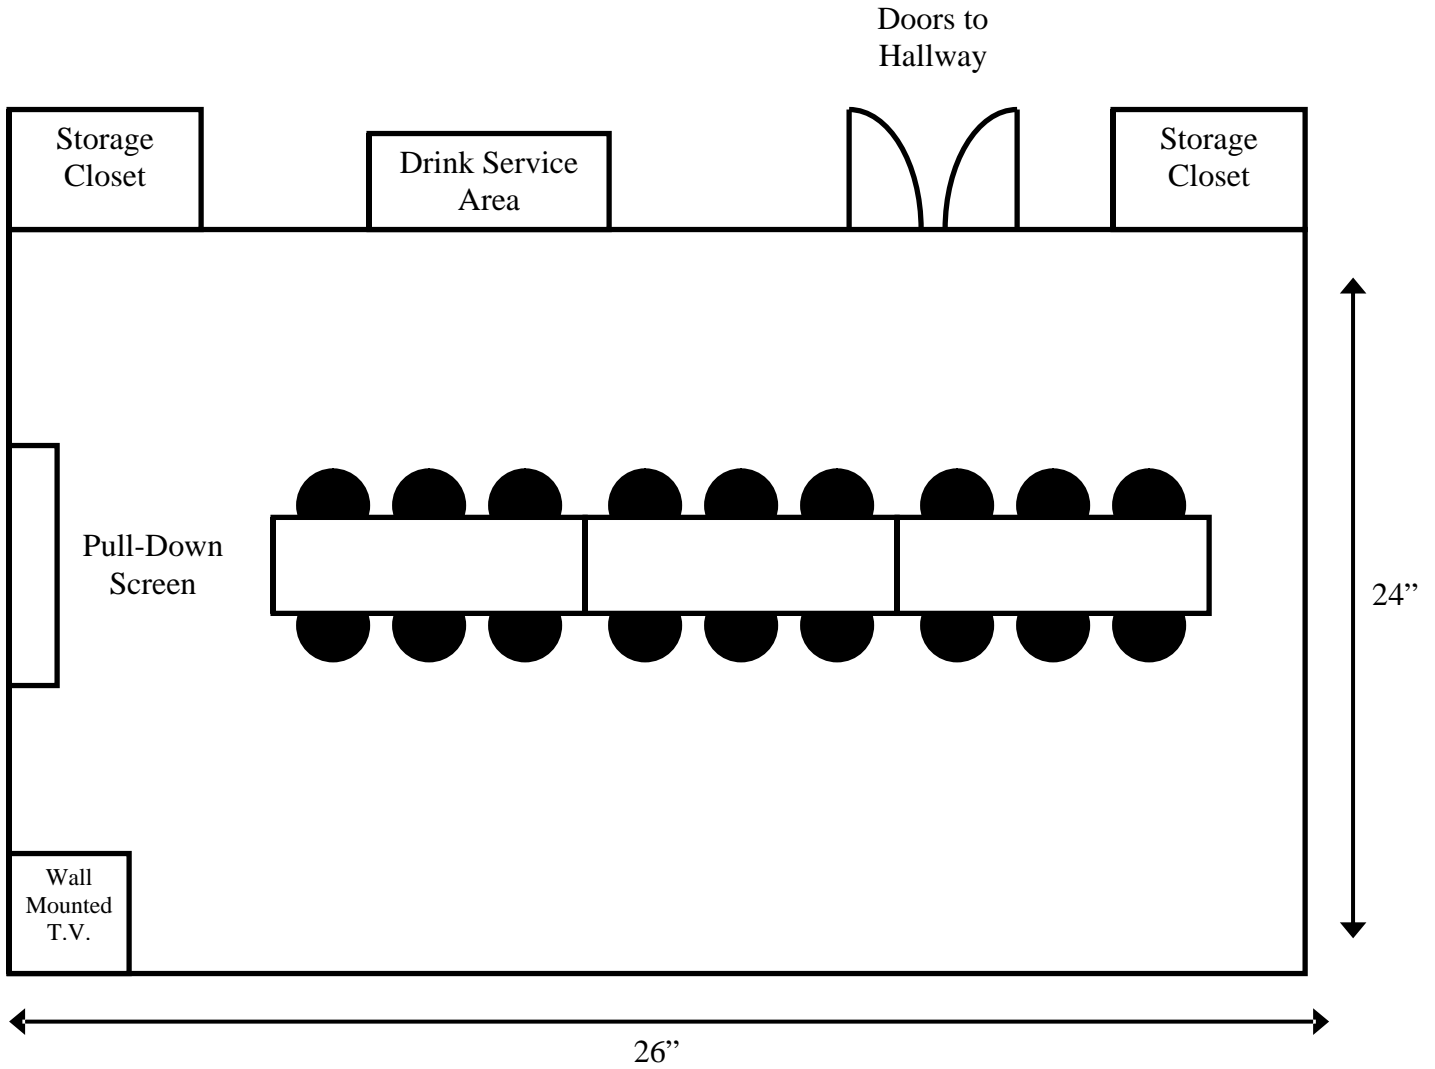 Doors to
Hallway
Storage
Closet
Drink Service
Area
Storage
Closet
Pull-Down
Screen
24”
Wall
Mounted
T.V.
26”